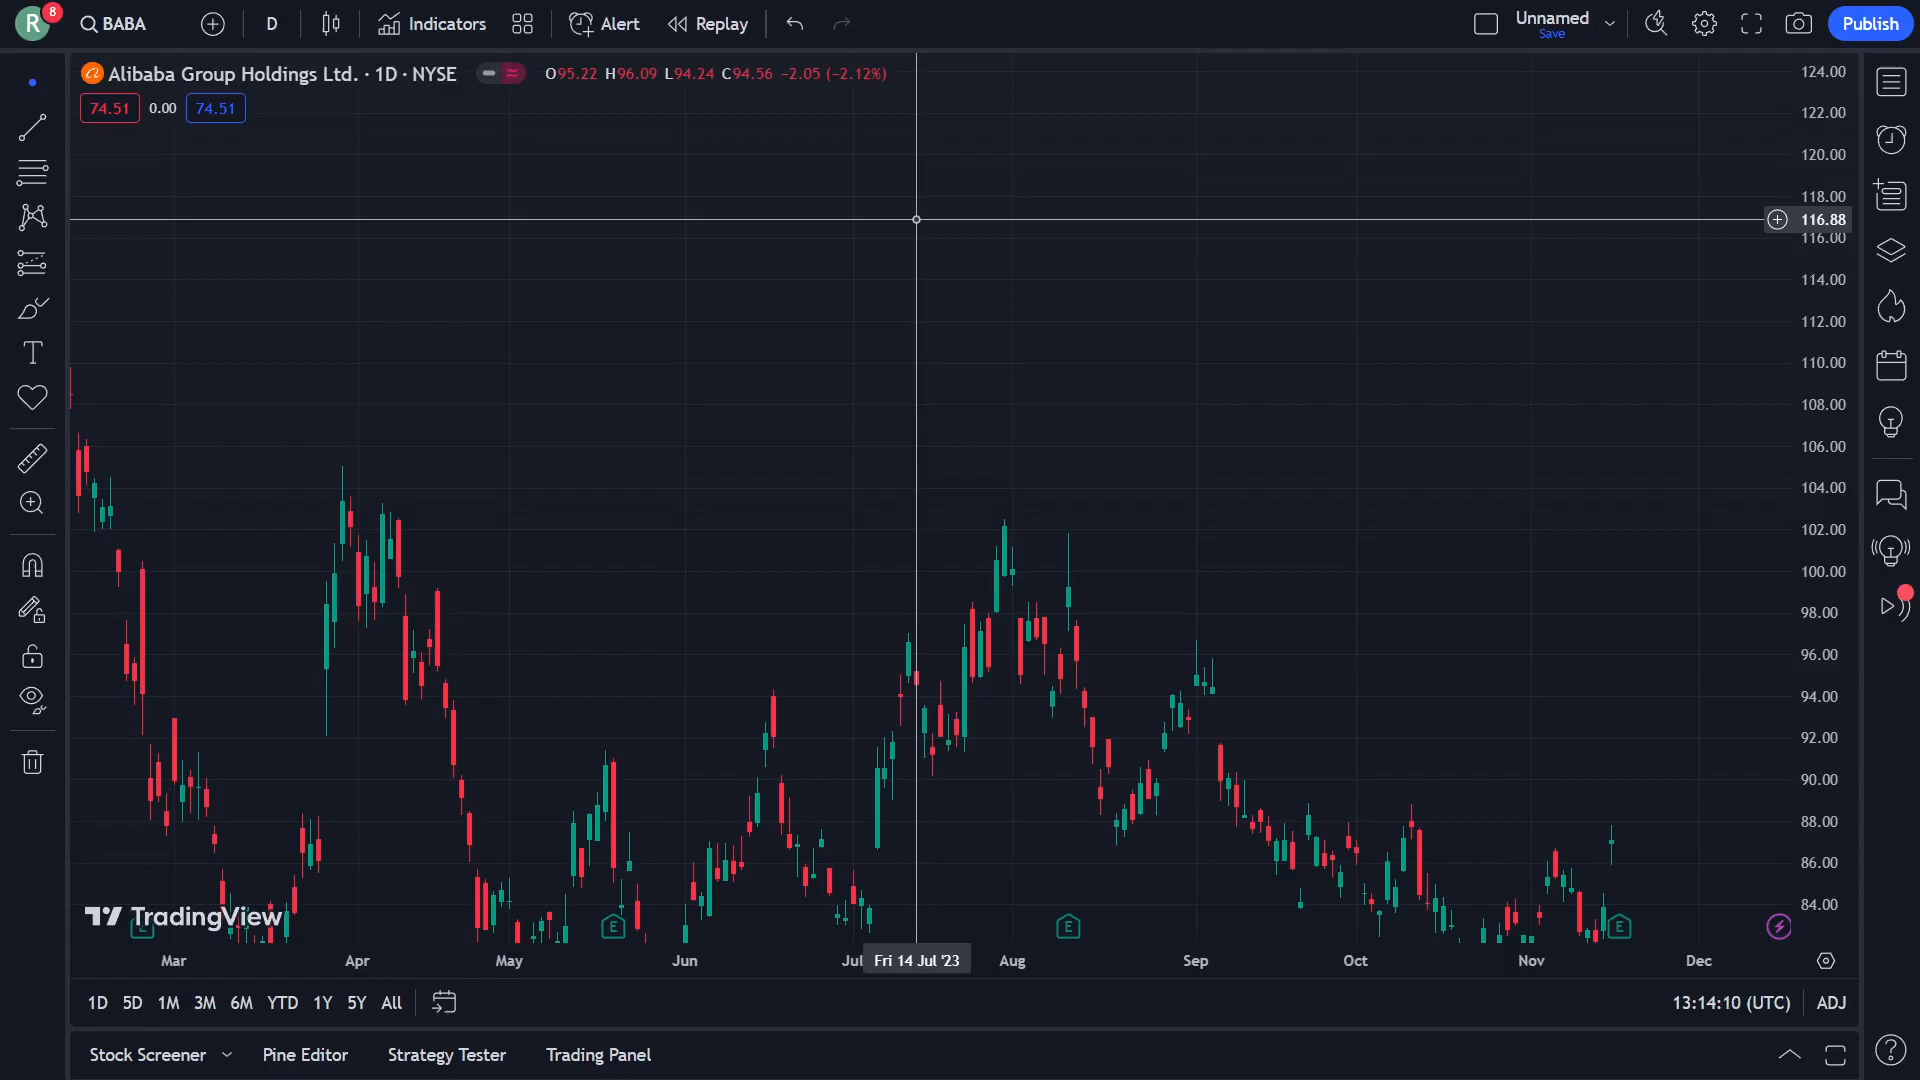 R 8 BABA D Indicators Alert Replay Unnamed Save Publish
Alibaba Group Holdings Ltd. · 1D · NYSE O95.22 H96.09 L94.24 C94.56 −2.05 (−2.12%)
74.51 0.00 74.51
124.00
122.00
120.00
118.00
116.88
116.00
114.00
112.00
110.00
108.00
106.00
104.00
102.00
100.00
98.00
96.00
94.00
92.00
90.00
88.00
86.00
84.00
TradingView
E E E E
Mar Apr May Jun Jul Fri 14 Jul '23 Aug Sep Oct Nov Dec
1D 5D 1M 3M 6M YTD 1Y 5Y All 13:14:10 (UTC) ADJ
Stock Screener Pine Editor Strategy Tester Trading Panel